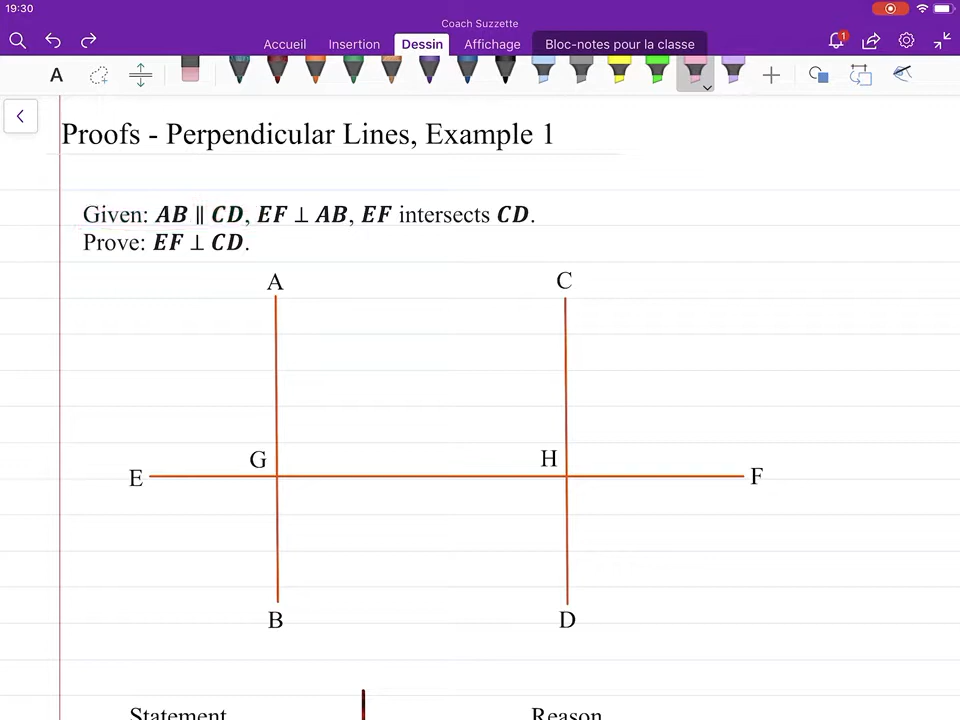 19:30
Coach Suzzette
Accueil Insertion Dessin Affichage Bloc-notes pour la classe
1
A
Proofs - Perpendicular Lines, Example 1
Given: AB ∥ CD, EF ⊥ AB, EF intersects CD.
Prove: EF ⊥ CD.
A C
G H
E F
B D
Statement Reason